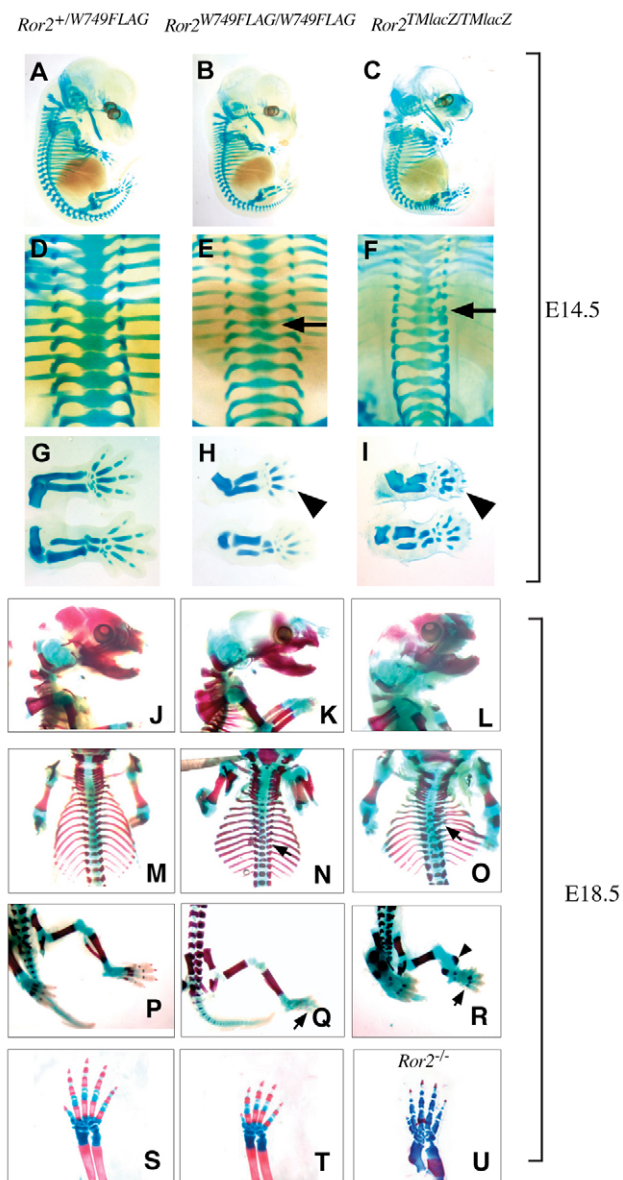 Ror2+/W749FLAG Ror2W749FLAG/W749FLAG Ror2TMlacZ/TMlacZ
A B C
D E F
E14.5
G H I
J K L
M N O
E18.5
P Q R
Ror2-/-
S T U